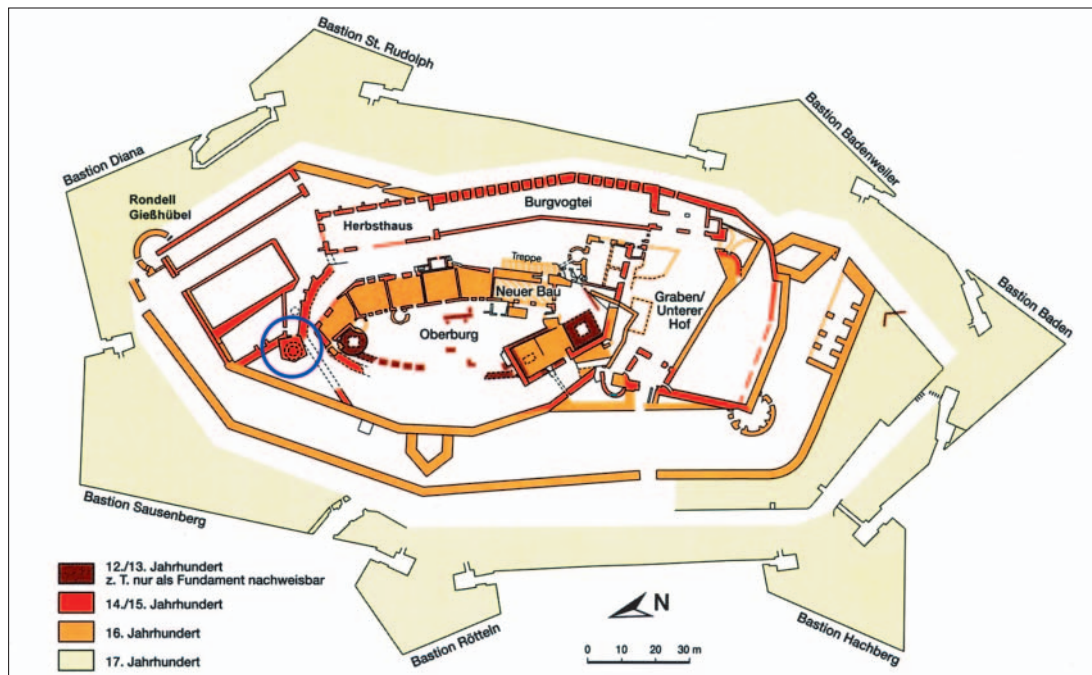 Bastion St. Rudolph
Bastion Diana
Bastion Badenweiler
Rondell
Gießhübel
Herbsthaus
Burgvogtei
Treppe
Neuer Bau
Graben/
Unterer
Hof
Oberburg
Bastion Baden
Bastion Sausenberg
12./13. Jahrhundert
z. T. nur als Fundament nachweisbar
14./15. Jahrhundert
16. Jahrhundert
17. Jahrhundert
Bastion Rötteln
N
0 10 20 30 m
Bastion Hachberg